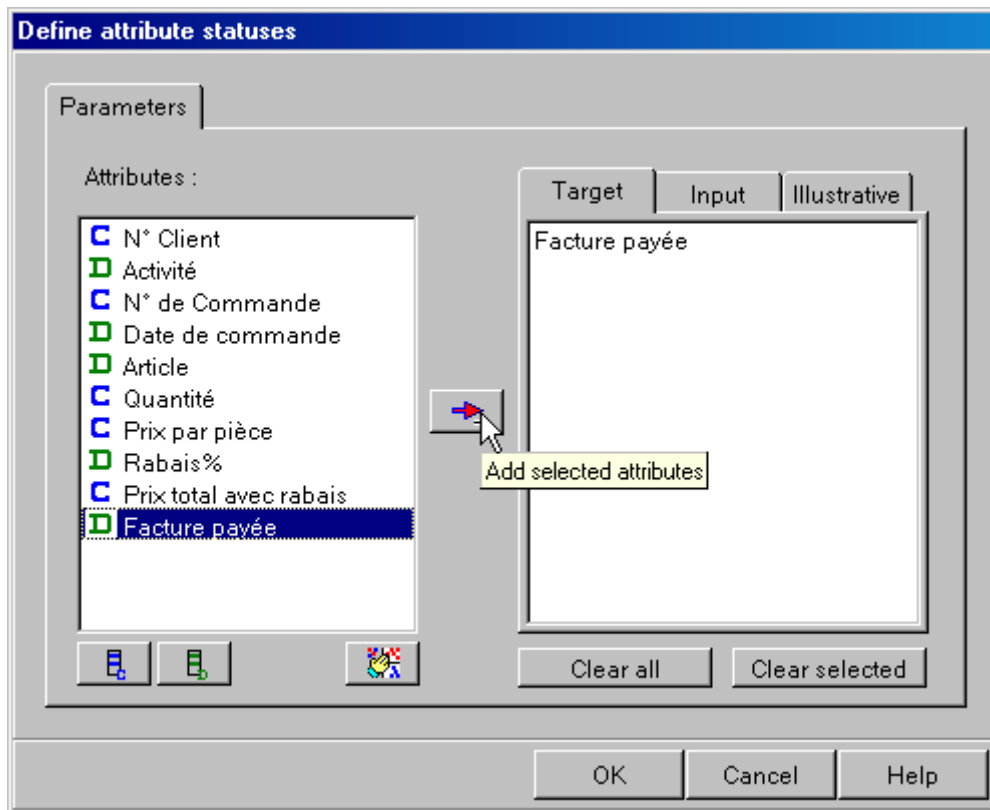 Define attribute statuses
Parameters
Attributes :
C N° Client
D Activité
C N° de Commande
D Date de commande
D Article
C Quantité
C Prix par pièce
D Rabais%
C Prix total avec rabais
D Facture payée
Target Input Illustrative
Facture payée
Add selected attributes
C D
Clear all Clear selected
OK Cancel Help